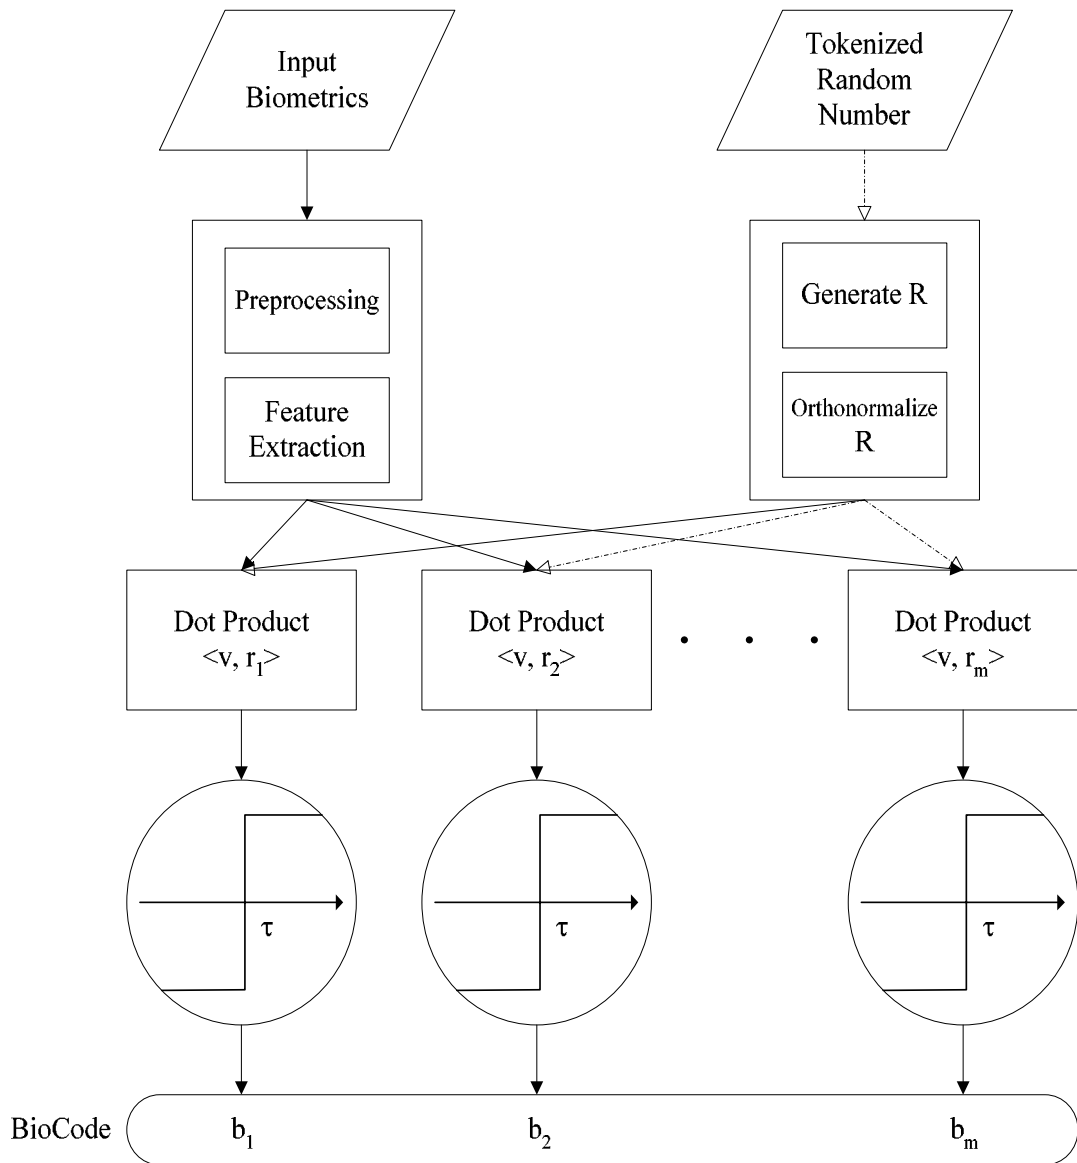 Input
Biometrics
Tokenized
Random
Number
Preprocessing
Feature
Extraction
Generate R
Orthonormalize
R
Dot Product
<v, r₁>
Dot Product
<v, r₂>
. . .
Dot Product
<v, rₘ>
τ
τ
τ
BioCode
b₁
b₂
bₘ